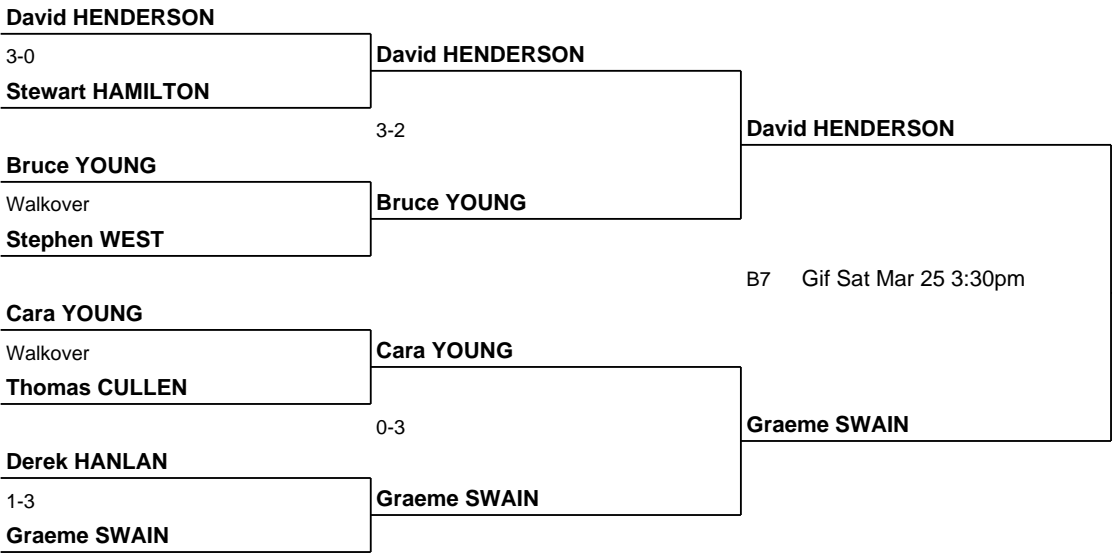 David HENDERSON
3-0
David HENDERSON
Stewart HAMILTON
3-2
David HENDERSON
Bruce YOUNG
Walkover
Bruce YOUNG
Stephen WEST
B7 Gif Sat Mar 25 3:30pm
Cara YOUNG
Walkover
Cara YOUNG
Thomas CULLEN
0-3
Graeme SWAIN
Derek HANLAN
1-3
Graeme SWAIN
Graeme SWAIN